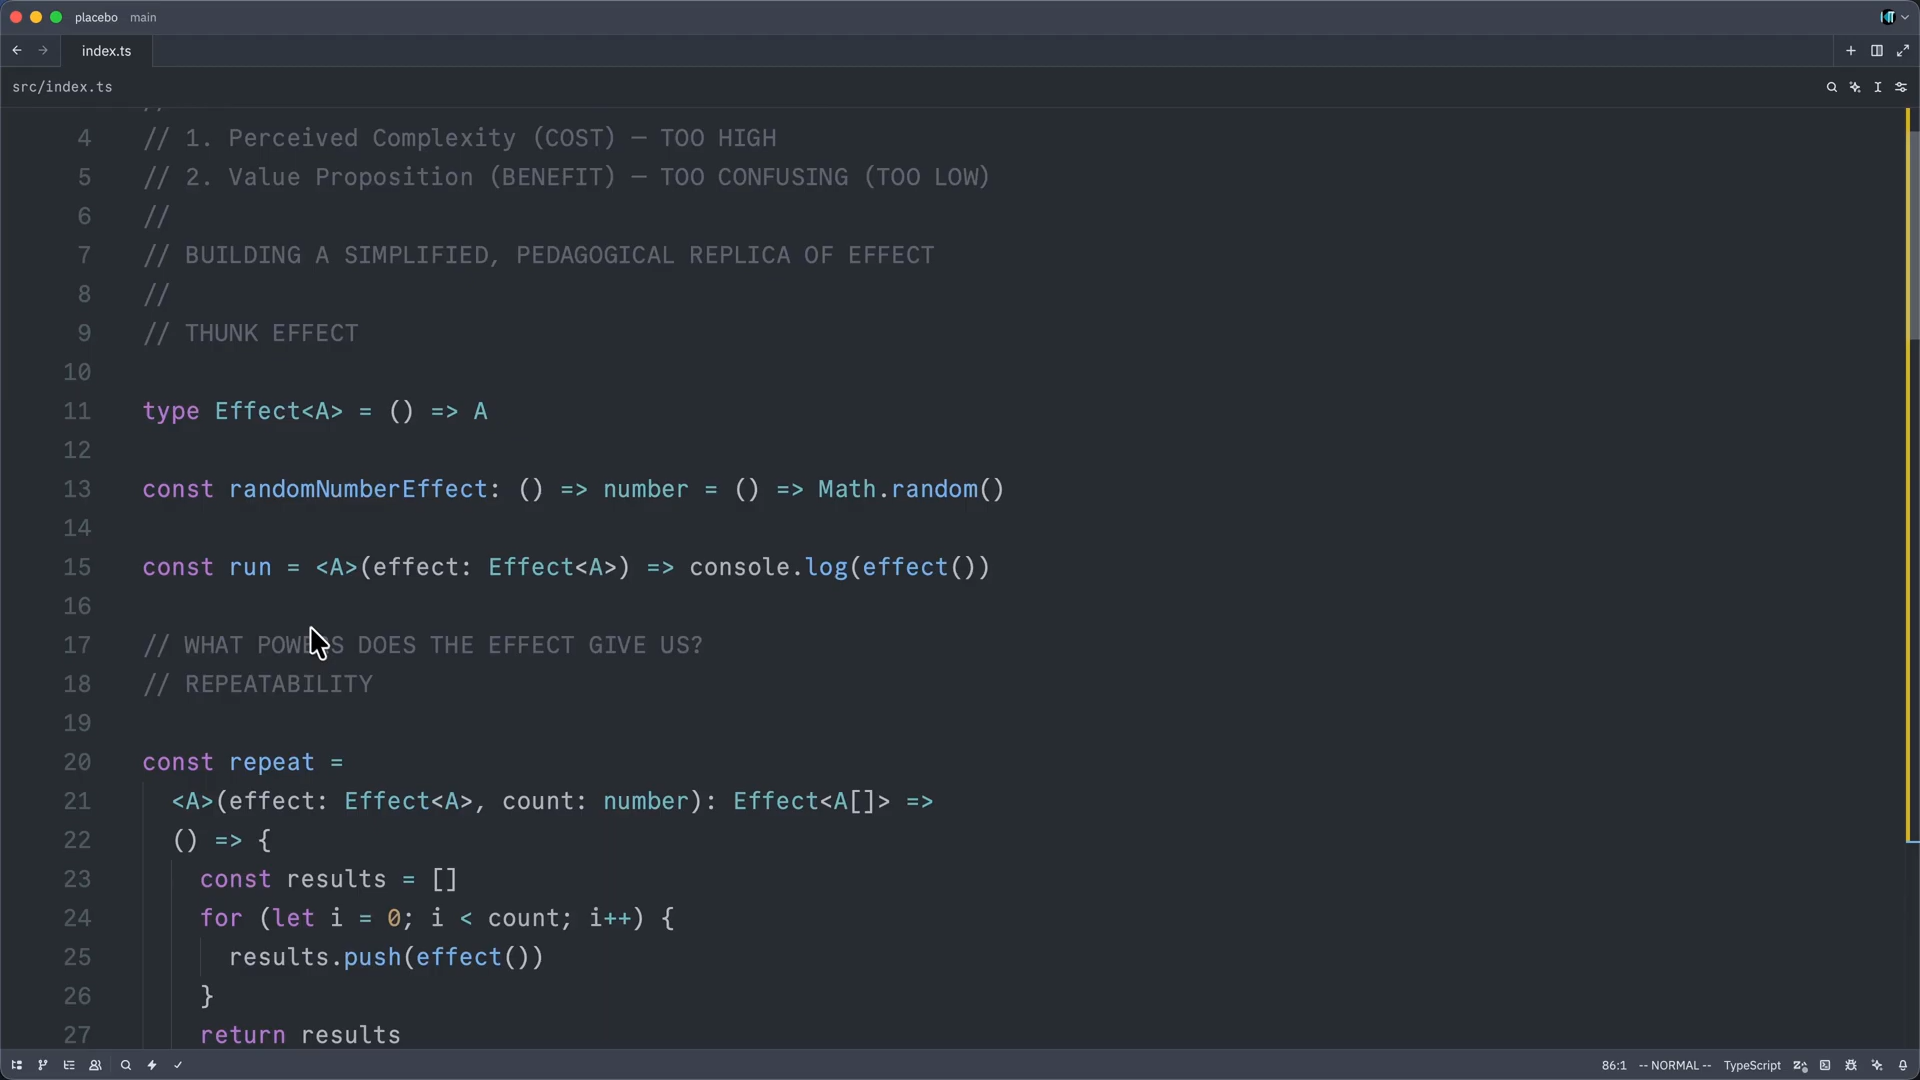 placebo main
index.ts
src/index.ts
//
4 // 1. Perceived Complexity (COST) — TOO HIGH
5 // 2. Value Proposition (BENEFIT) — TOO CONFUSING (TOO LOW)
6 //
7 // BUILDING A SIMPLIFIED, PEDAGOGICAL REPLICA OF EFFECT
8 //
9 // THUNK EFFECT
10
11 type Effect<A> = () => A
12
13 const randomNumberEffect: () => number = () => Math.random()
14
15 const run = <A>(effect: Effect<A>) => console.log(effect())
16
17 // WHAT POWERS DOES THE EFFECT GIVE US?
18 // REPEATABILITY
19
20 const repeat =
21 <A>(effect: Effect<A>, count: number): Effect<A[]> =>
22 () => {
23 const results = []
24 for (let i = 0; i < count; i++) {
25 results.push(effect())
26 }
27 return results
86:1 -- NORMAL -- TypeScript